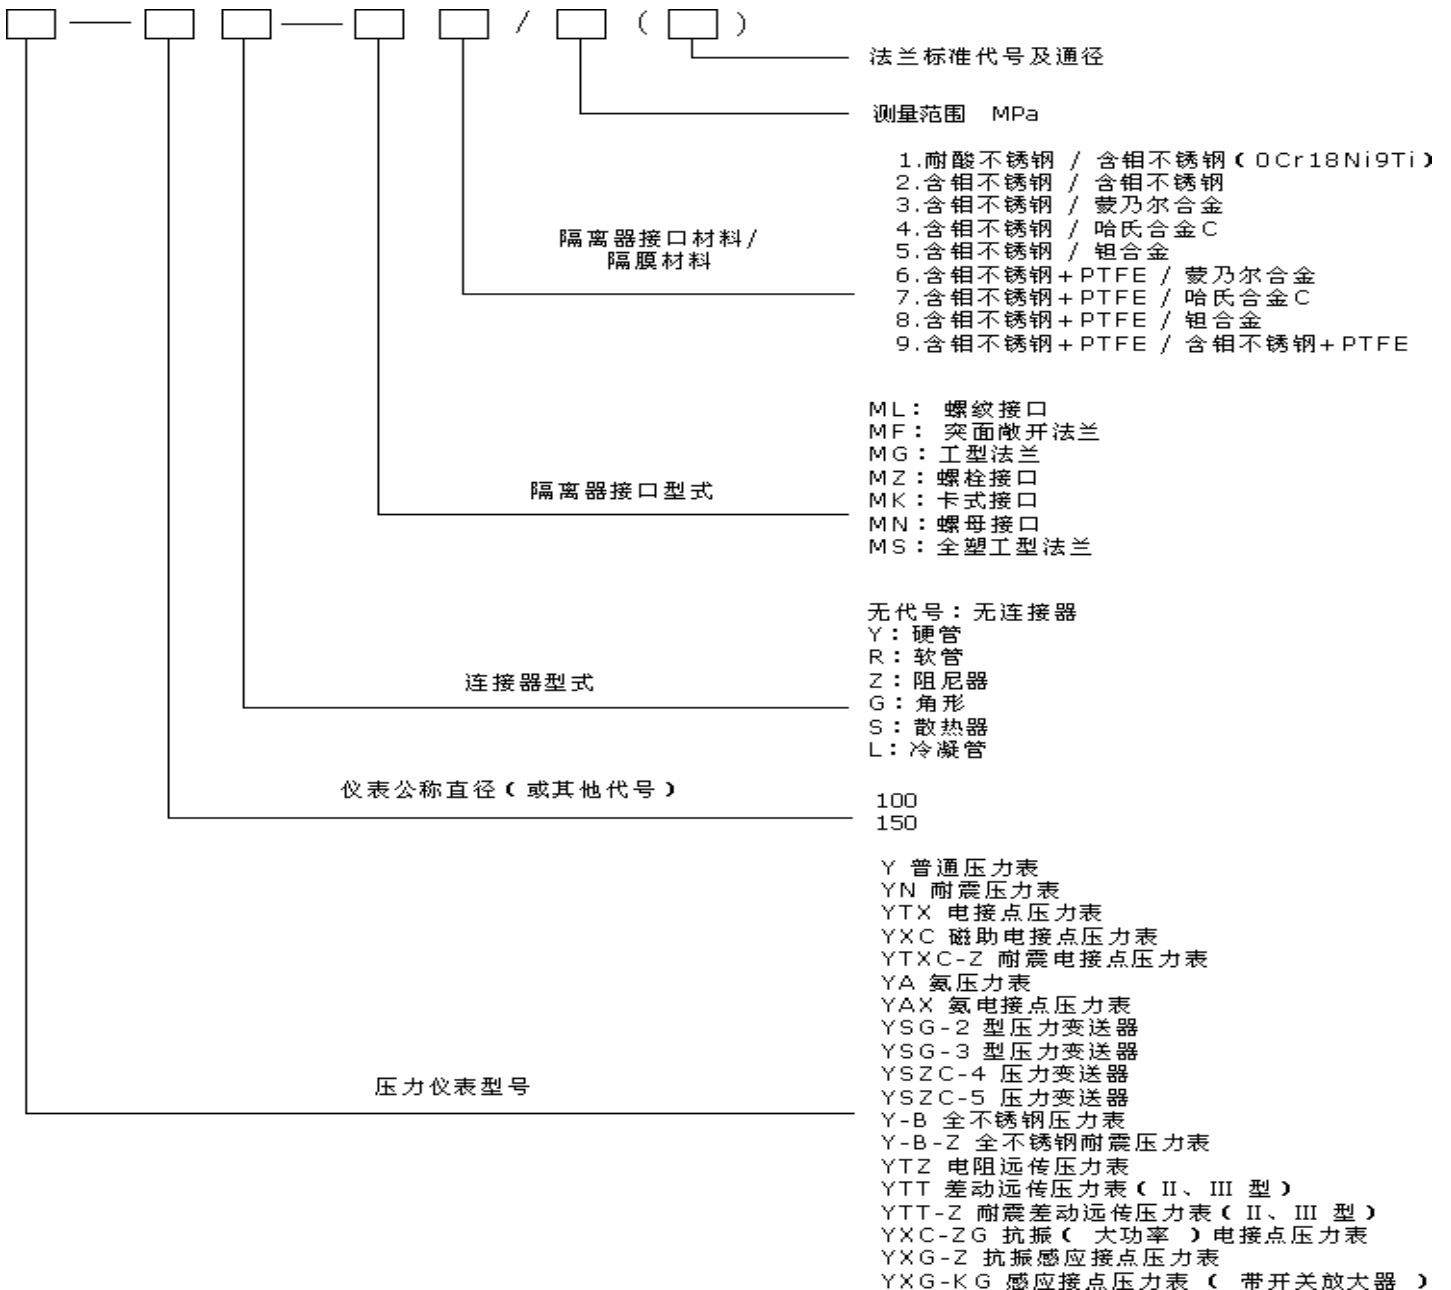 / ( )
法兰标准代号及通径
测量范围 MPa
1.耐酸不锈钢 / 含钼不锈钢(0Cr18Ni9Ti)
2.含钼不锈钢 / 含钼不锈钢
3.含钼不锈钢 / 蒙乃尔合金
4.含钼不锈钢 / 哈氏合金C
5.含钼不锈钢 / 钽合金
6.含钼不锈钢+PTFE / 蒙乃尔合金
7.含钼不锈钢+PTFE / 哈氏合金C
8.含钼不锈钢+PTFE / 钽合金
9.含钼不锈钢+PTFE / 含钼不锈钢+PTFE
隔离器接口材料/
隔膜材料
ML: 螺纹接口
MF: 突面敞开法兰
MG:工型法兰
MZ:螺栓接口
MK:卡式接口
MN:螺母接口
MS:全塑工型法兰
隔离器接口型式
无代号:无连接器
Y:硬管
R:软管
Z:阻尼器
G:角形
S:散热器
L:冷凝管
连接器型式
仪表公称直径(或其他代号)
100
150
Y 普通压力表
YN 耐震压力表
YTX 电接点压力表
YXC 磁助电接点压力表
YTXC-Z 耐震电接点压力表
YA 氨压力表
YAX 氨电接点压力表
YSG-2 型压力变送器
YSG-3 型压力变送器
YSZC-4 压力变送器
YSZC-5 压力变送器
Y-B 全不锈钢压力表
Y-B-Z 全不锈钢耐震压力表
YTZ 电阻远传压力表
YTT 差动远传压力表(II、III 型)
YTT-Z 耐震差动远传压力表(II、III 型)
YXC-ZG 抗振( 大功率 )电接点压力表
YXG-Z 抗振感应接点压力表
YXG-KG 感应接点压力表 ( 带开关放大器 )
压力仪表型号